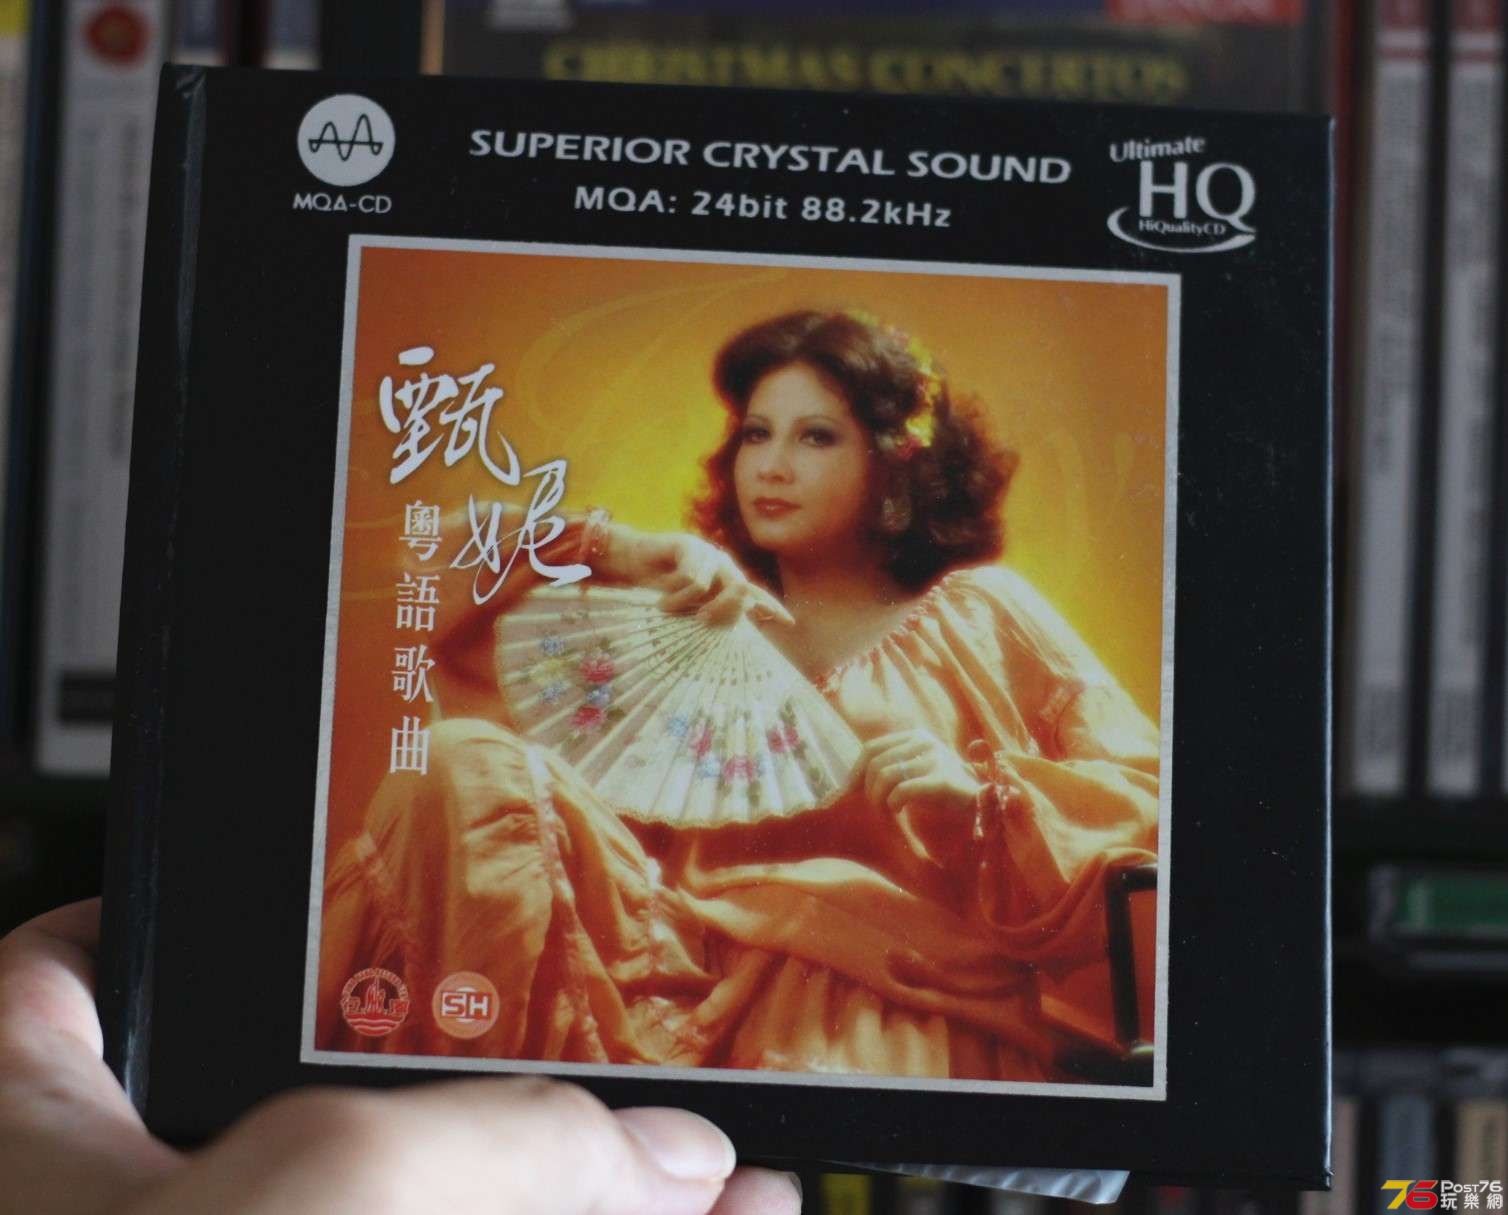 CHRISTMAS CONCERTOS
MQA-CD
SUPERIOR CRYSTAL SOUND
MQA: 24bit 88.2kHz
Ultimate
HQ
HiQualityCD
甄妮
粵語歌曲
SH
76 Post76
玩樂網